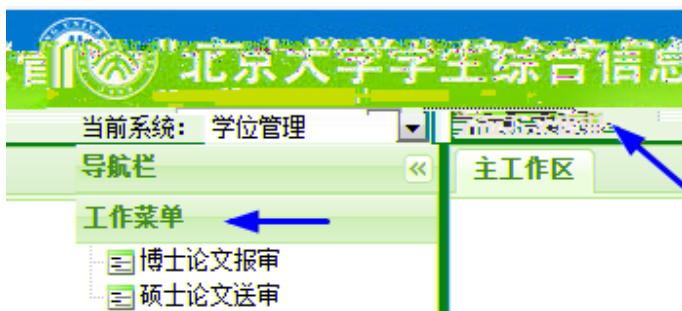 北京大学学生综合信息
当前系统： 学位管理
导航栏
主工作区
工作菜单
博士论文报审
硕士论文送审